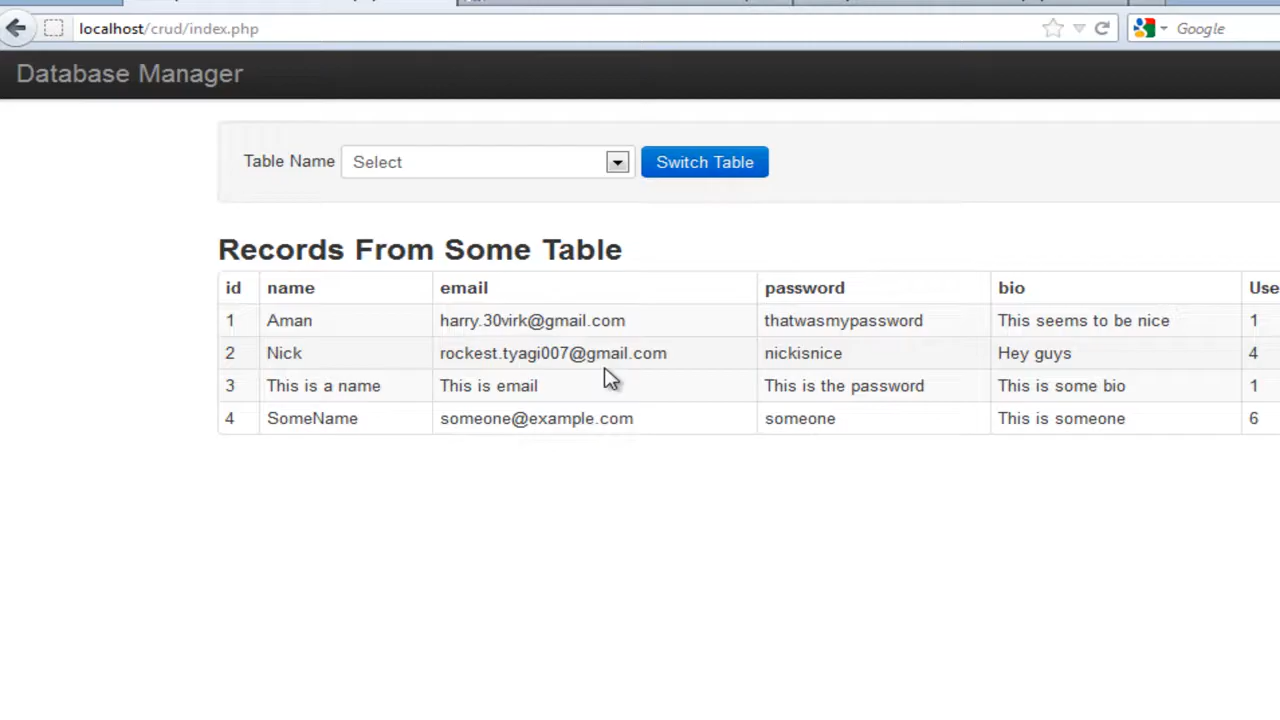 localhost/crud/index.php
Google
Database Manager
Table Name Select Switch Table
Records From Some Table
id name email password bio Use
1 Aman harry.30virk@gmail.com thatwasmypassword This seems to be nice 1
2 Nick rockest.tyagi007@gmail.com nickisnice Hey guys 4
3 This is a name This is email This is the password This is some bio 1
4 SomeName someone@example.com someone This is someone 6